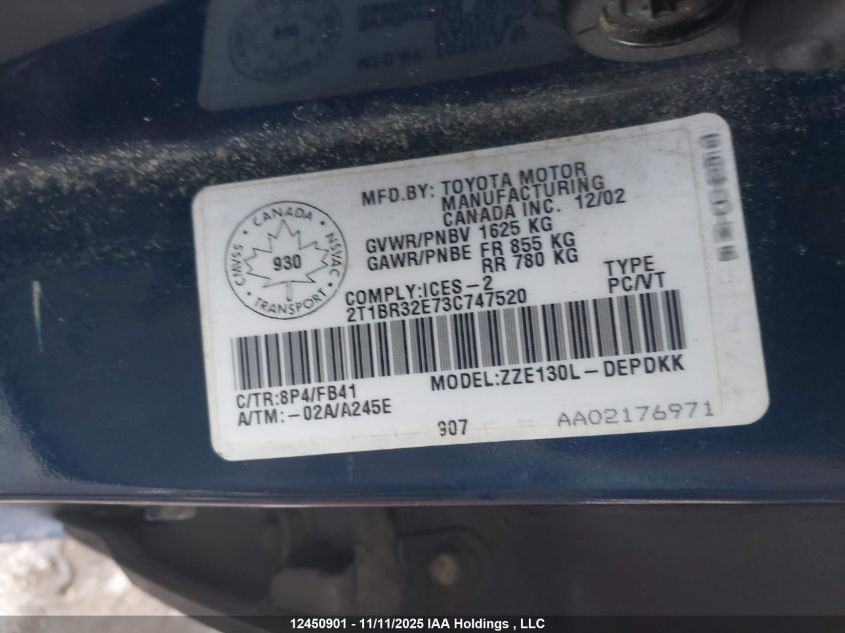 MFD.BY: TOYOTA MOTOR
MANUFACTURING
CANADA INC. 12/02
GVWR/PNBV 1625 KG
GAWR/PNBE FR 855 KG
RR 780 KG
CANADA
CMVSS
930
NSVAC
TRANSPORT
COMPLY:ICES-2
2T1BR32E73C747520
TYPE
PC/VT
C/TR:8P4/FB41
MODEL:ZZE130L-DEPDKK
A/TM:-02A/A245E
907
AA02176971
12450901 - 11/11/2025 IAA Holdings , LLC